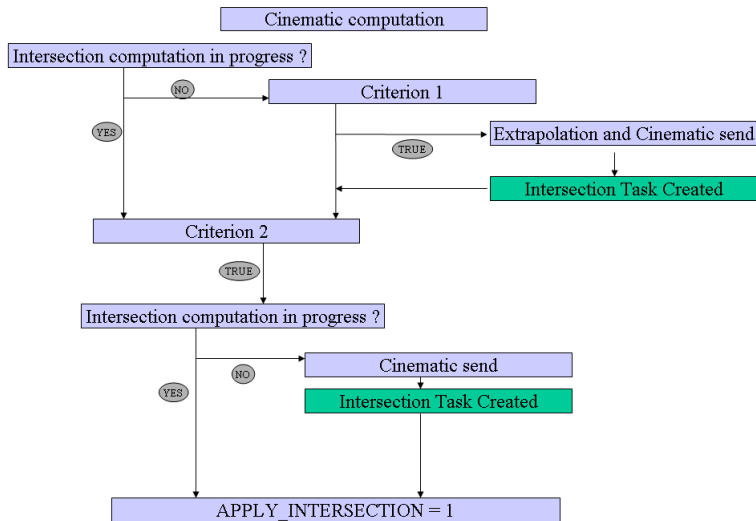 Cinematic computation
Intersection computation in progress ?
NO
Criterion 1
YES
TRUE
Extrapolation and Cinematic send
Intersection Task Created
Criterion 2
TRUE
Intersection computation in progress ?
NO
Cinematic send
YES
Intersection Task Created
APPLY_INTERSECTION = 1